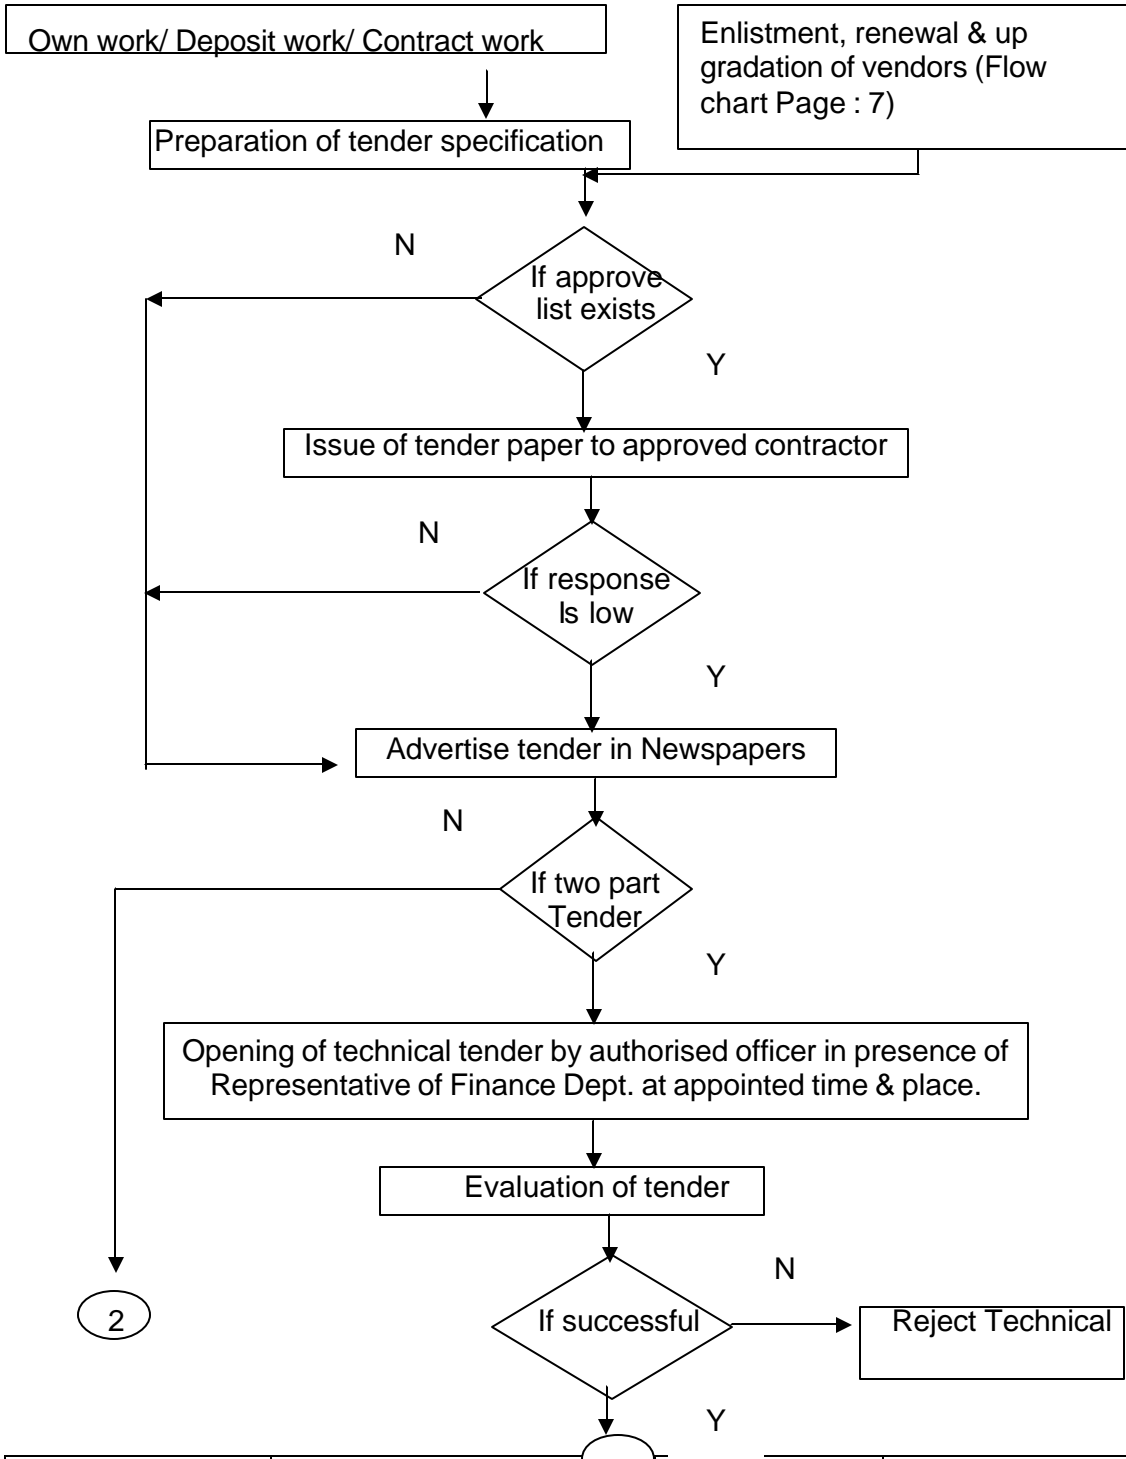 Own work/ Deposit work/ Contract work
Enlistment, renewal & up
gradation of vendors (Flow
chart Page : 7)
Preparation of tender specification
N
If approve
list exists
Y
Issue of tender paper to approved contractor
N
If response
Is low
Y
Advertise tender in Newspapers
N
If two part
Tender
Y
Opening of technical tender by authorised officer in presence of
Representative of Finance Dept. at appointed time & place.
Evaluation of tender
N
2
If successful
Reject Technical
Y